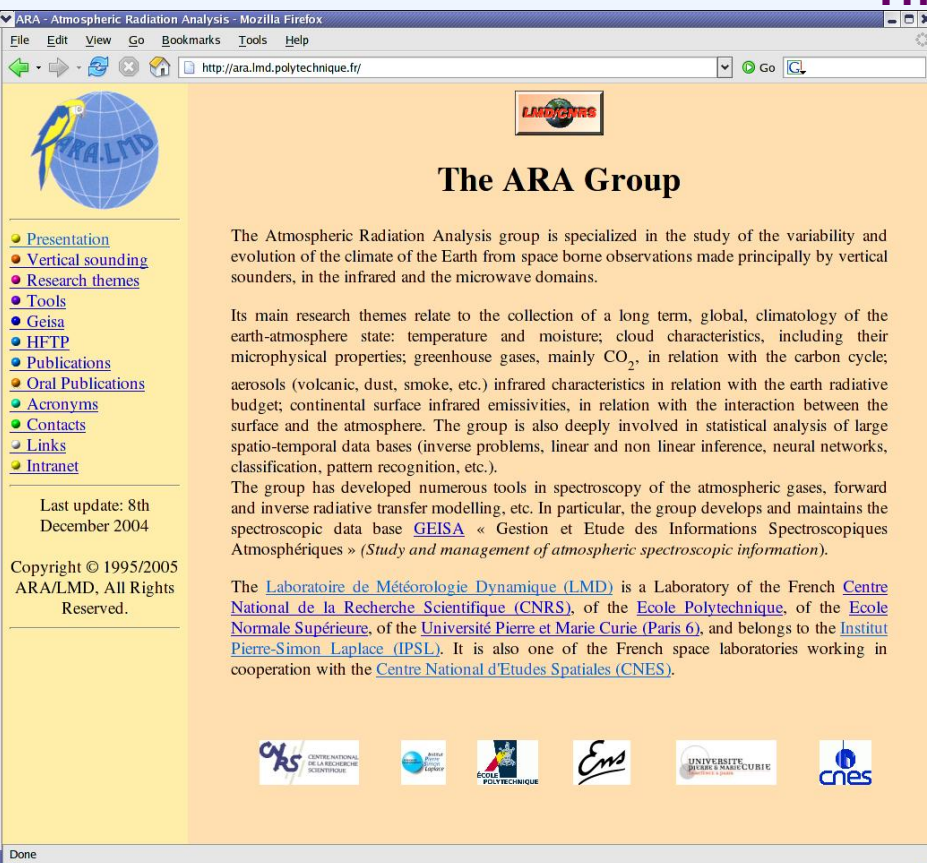 ARA - Atmospheric Radiation Analysis - Mozilla Firefox
File Edit View Go Bookmarks Tools Help
http://ara.lmd.polytechnique.fr/ Go G
ARA-LMD
Presentation
Vertical sounding
Research themes
Tools
Geisa
HFTP
Publications
Oral Publications
Acronyms
Contacts
Links
Intranet
Last update: 8th
December 2004
Copyright © 1995/2005
ARA/LMD, All Rights
Reserved.
LMD/CNRS
The ARA Group
The Atmospheric Radiation Analysis group is specialized in the study of the variability and
evolution of the climate of the Earth from space borne observations made principally by vertical
sounders, in the infrared and the microwave domains.
Its main research themes relate to the collection of a long term, global, climatology of the
earth-atmosphere state: temperature and moisture; cloud characteristics, including their
microphysical properties; greenhouse gases, mainly CO2, in relation with the carbon cycle;
aerosols (volcanic, dust, smoke, etc.) infrared characteristics in relation with the earth radiative
budget; continental surface infrared emissivities, in relation with the interaction between the
surface and the atmosphere. The group is also deeply involved in statistical analysis of large
spatio-temporal data bases (inverse problems, linear and non linear inference, neural networks,
classification, pattern recognition, etc.).
The group has developed numerous tools in spectroscopy of the atmospheric gases, forward
and inverse radiative transfer modelling, etc. In particular, the group develops and maintains the
spectroscopic data base GEISA « Gestion et Etude des Informations Spectroscopiques
Atmosphériques » (Study and management of atmospheric spectroscopic information).
The Laboratoire de Météorologie Dynamique (LMD) is a Laboratory of the French Centre
National de la Recherche Scientifique (CNRS), of the Ecole Polytechnique, of the Ecole
Normale Supérieure, of the Université Pierre et Marie Curie (Paris 6), and belongs to the Institut
Pierre-Simon Laplace (IPSL). It is also one of the French space laboratories working in
cooperation with the Centre National d'Etudes Spatiales (CNES).
CNRS CENTRE NATIONAL
DE LA RECHERCHE
SCIENTIFIQUE
Institut
Pierre
Simon
Laplace
ÉCOLE
POLYTECHNIQUE
Ens
UNIVERSITE
PIERRE & MARIE CURIE
cnes
Done